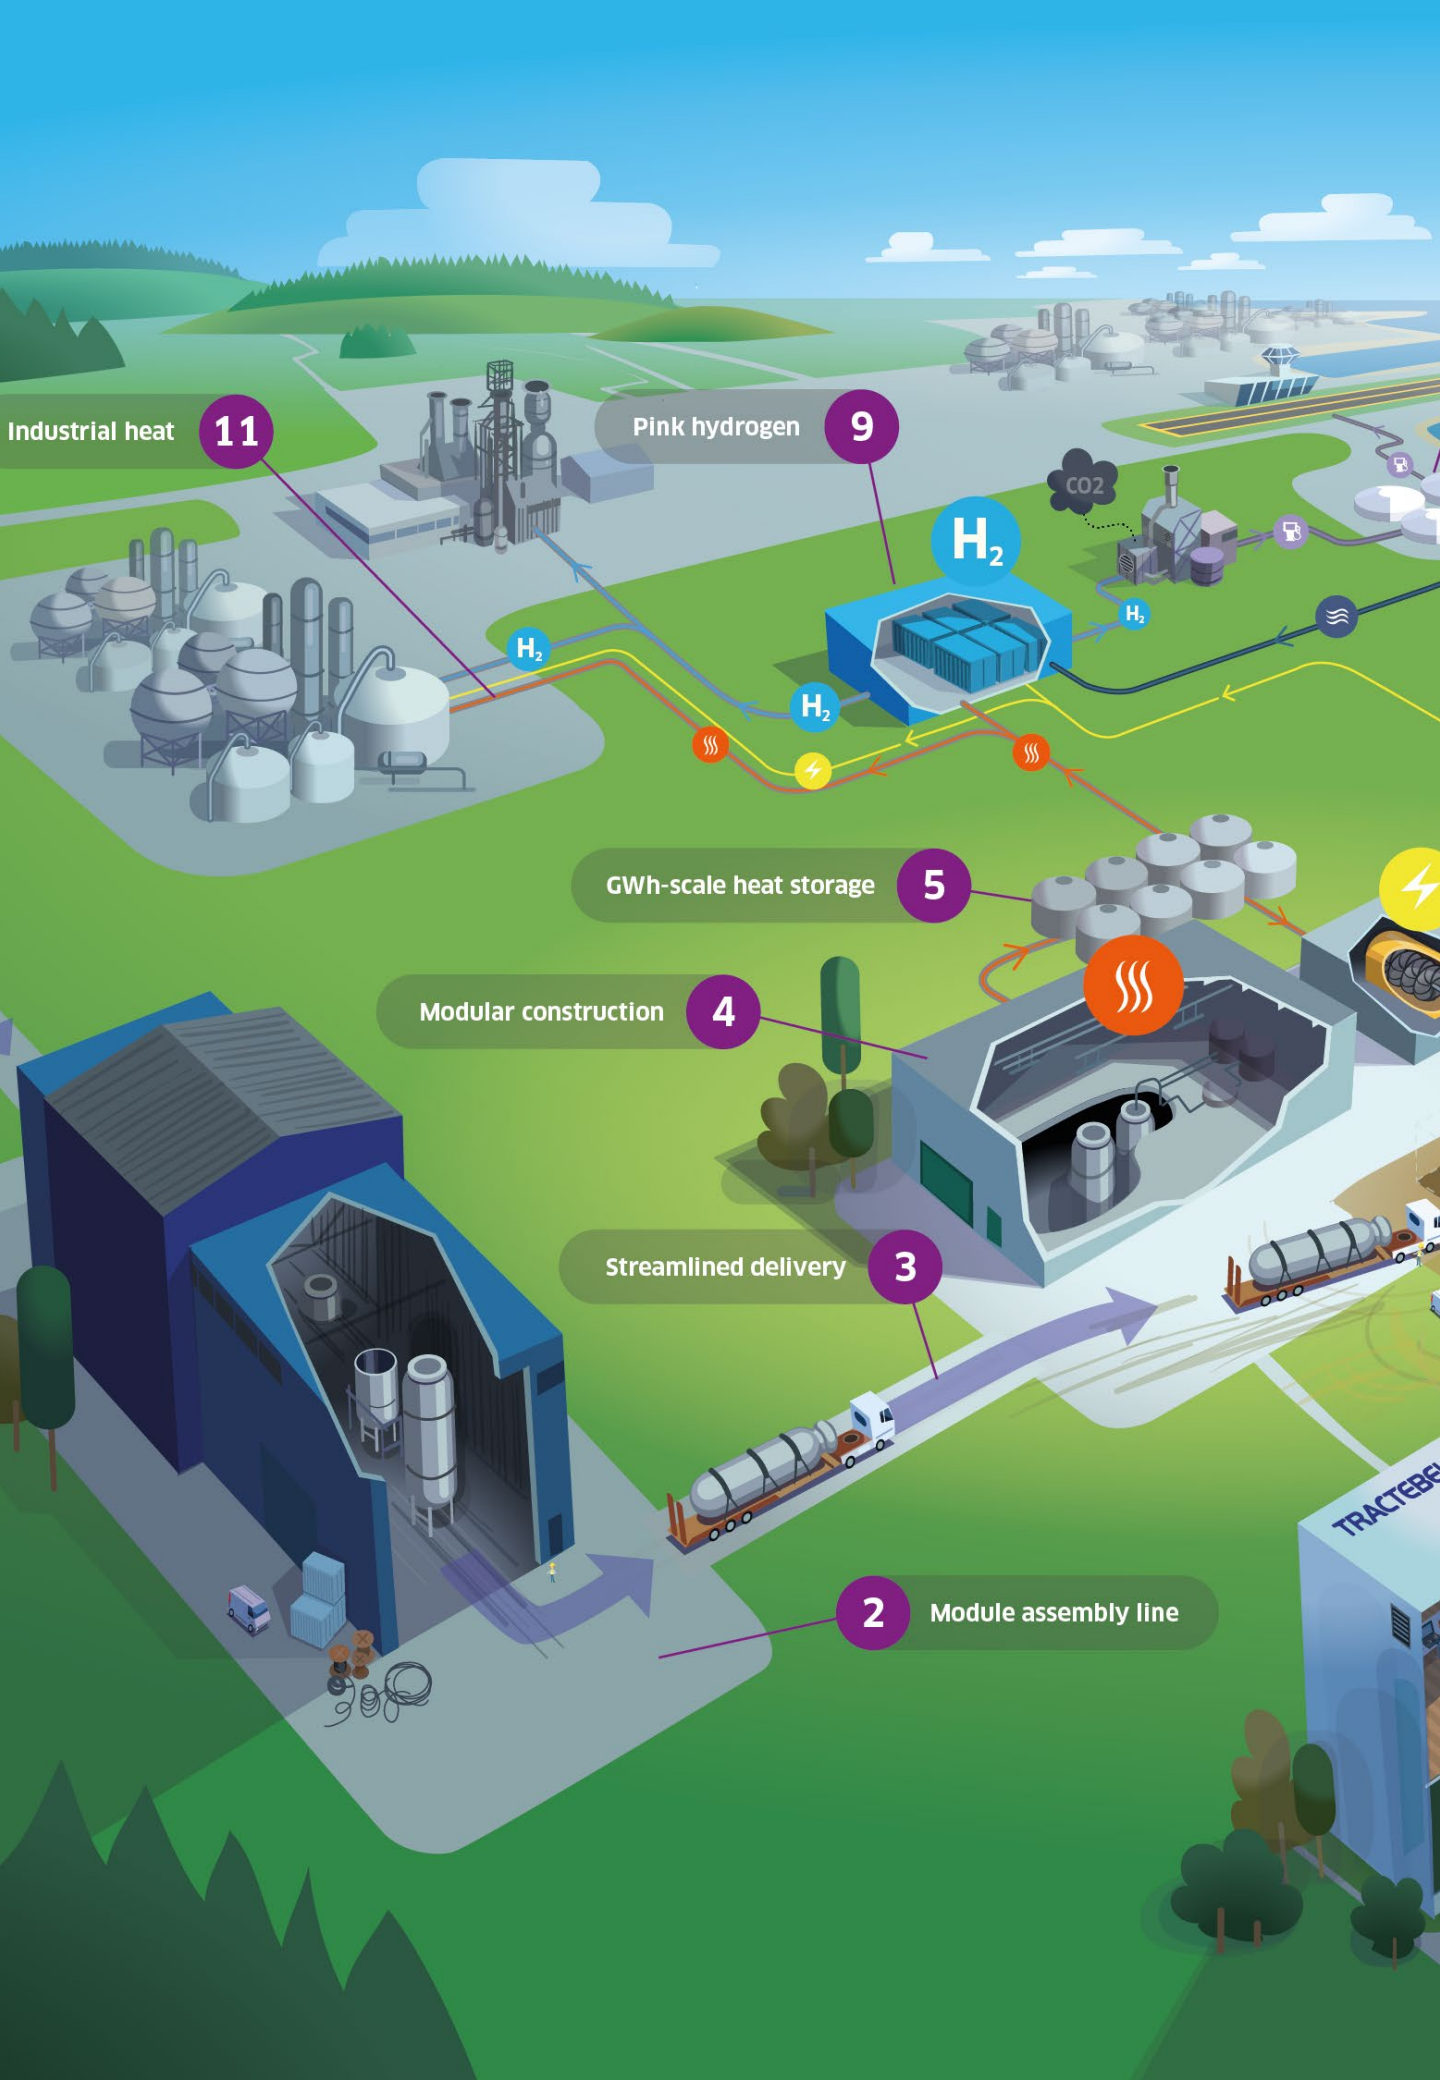 Industrial heat 11
Pink hydrogen 9
CO2
H2
H2
H2
H2
GWh-scale heat storage 5
Modular construction 4
Streamlined delivery 3
TRACTEBEL
2 Module assembly line